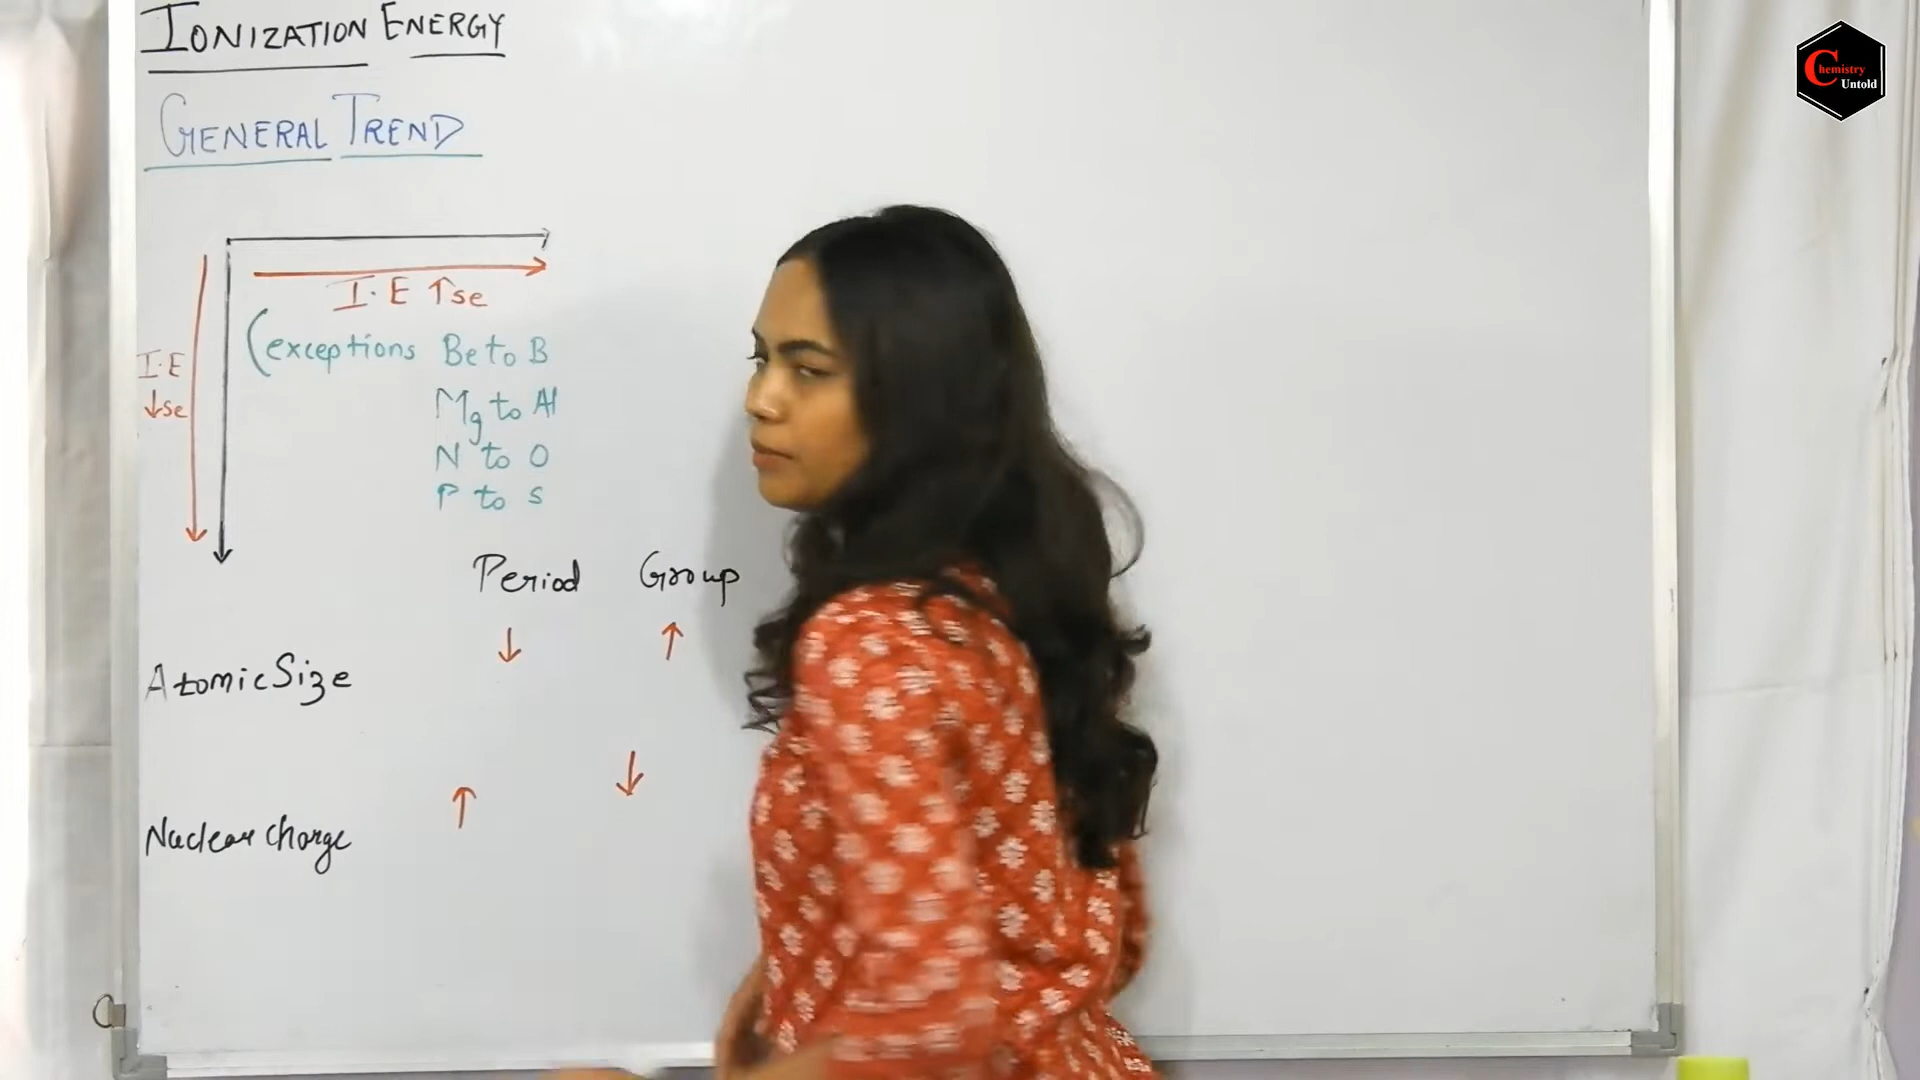 IONIZATION ENERGY
GENERAL TREND
I.E ↑se
I.E
↓se
(exceptions Be to B
Mg to Al
N to O
P to S
Period Group
↓ ↑
Atomic Size
↑ ↓
Nuclear charge
Chemistry
Untold